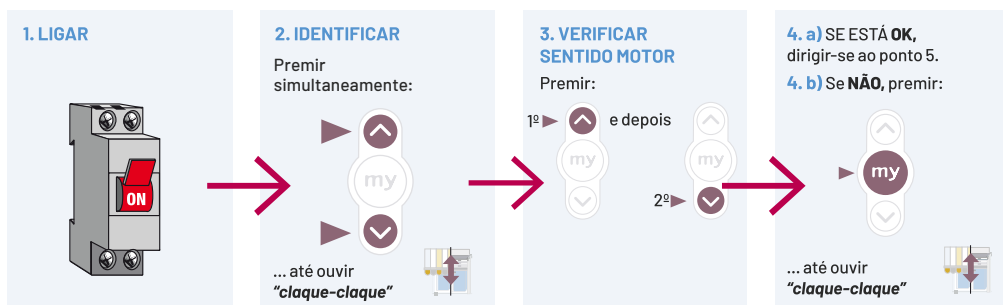 1. LIGAR
ON
2. IDENTIFICAR
Premir
simultaneamente:
my
... até ouvir
“claque-claque”
3. VERIFICAR
SENTIDO MOTOR
Premir:
1º
e depois
my
my
2º
4. a) SE ESTÁ OK,
dirigir-se ao ponto 5.
4. b) Se NÃO, premir:
my
... até ouvir
“claque-claque”